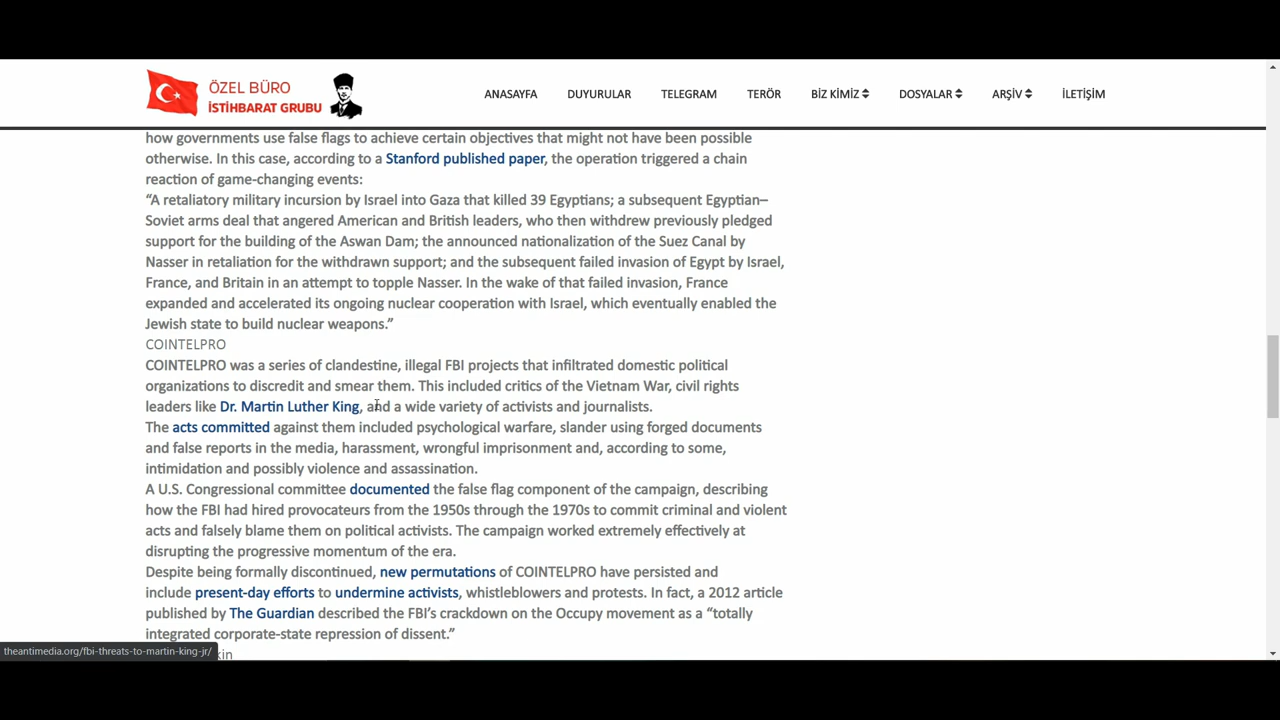 ÖZEL BÜRO
İSTİHBARAT GRUBU
ANASAYFA
DUYURULAR
TELEGRAM
TERÖR
BİZ KİMİZ
DOSYALAR
ARŞİV
İLETİŞİM
how governments use false flags to achieve certain objectives that might not have been possible
otherwise. In this case, according to a Stanford published paper, the operation triggered a chain
reaction of game-changing events:
“A retaliatory military incursion by Israel into Gaza that killed 39 Egyptians; a subsequent Egyptian–
Soviet arms deal that angered American and British leaders, who then withdrew previously pledged
support for the building of the Aswan Dam; the announced nationalization of the Suez Canal by
Nasser in retaliation for the withdrawn support; and the subsequent failed invasion of Egypt by Israel,
France, and Britain in an attempt to topple Nasser. In the wake of that failed invasion, France
expanded and accelerated its ongoing nuclear cooperation with Israel, which eventually enabled the
Jewish state to build nuclear weapons.”
COINTELPRO
COINTELPRO was a series of clandestine, illegal FBI projects that infiltrated domestic political
organizations to discredit and smear them. This included critics of the Vietnam War, civil rights
leaders like Dr. Martin Luther King, and a wide variety of activists and journalists.
The acts committed against them included psychological warfare, slander using forged documents
and false reports in the media, harassment, wrongful imprisonment and, according to some,
intimidation and possibly violence and assassination.
A U.S. Congressional committee documented the false flag component of the campaign, describing
how the FBI had hired provocateurs from the 1950s through the 1970s to commit criminal and violent
acts and falsely blame them on political activists. The campaign worked extremely effectively at
disrupting the progressive momentum of the era.
Despite being formally discontinued, new permutations of COINTELPRO have persisted and
include present-day efforts to undermine activists, whistleblowers and protests. In fact, a 2012 article
published by The Guardian described the FBI’s crackdown on the Occupy movement as a “totally
integrated corporate-state repression of dissent.”
theantimedia.org/fbi-threats-to-martin-king-jr/